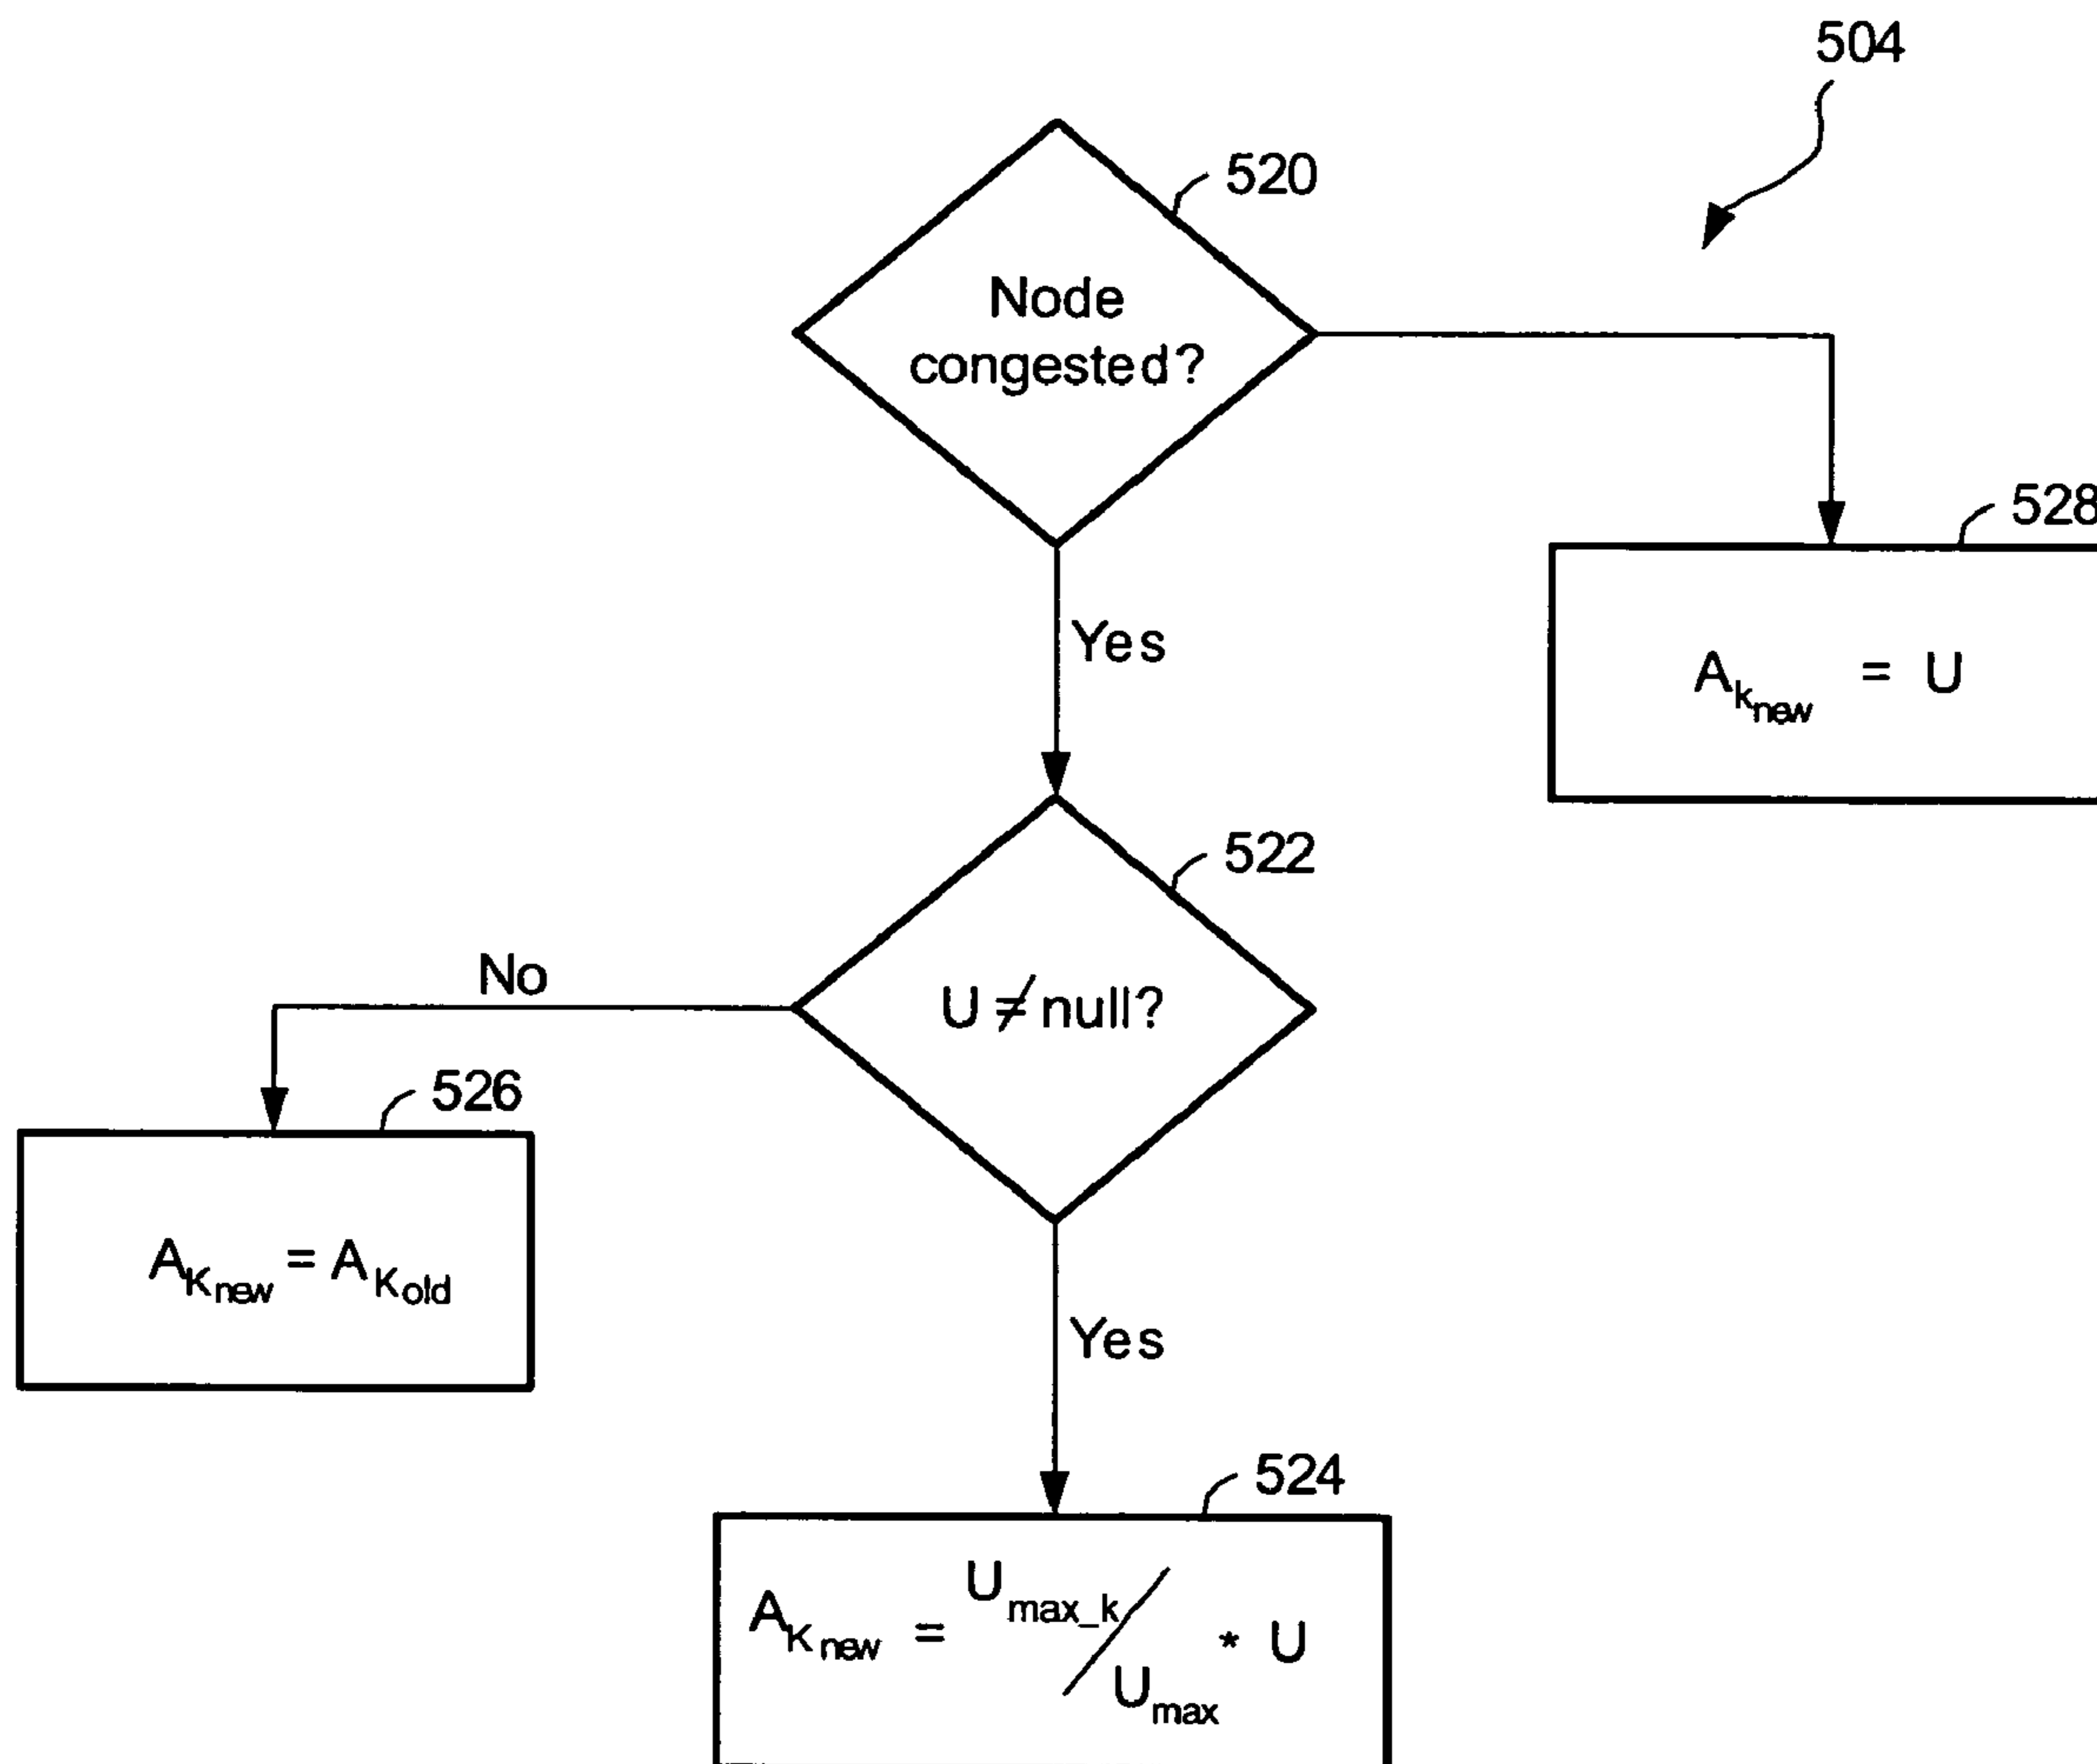 504
520
Node
congested?
528
Yes
A_k_new = U
522
No
U ≠ null?
526
A_K_new = A_K_old
Yes
524
A_K_new = U_max_k / U_max * U